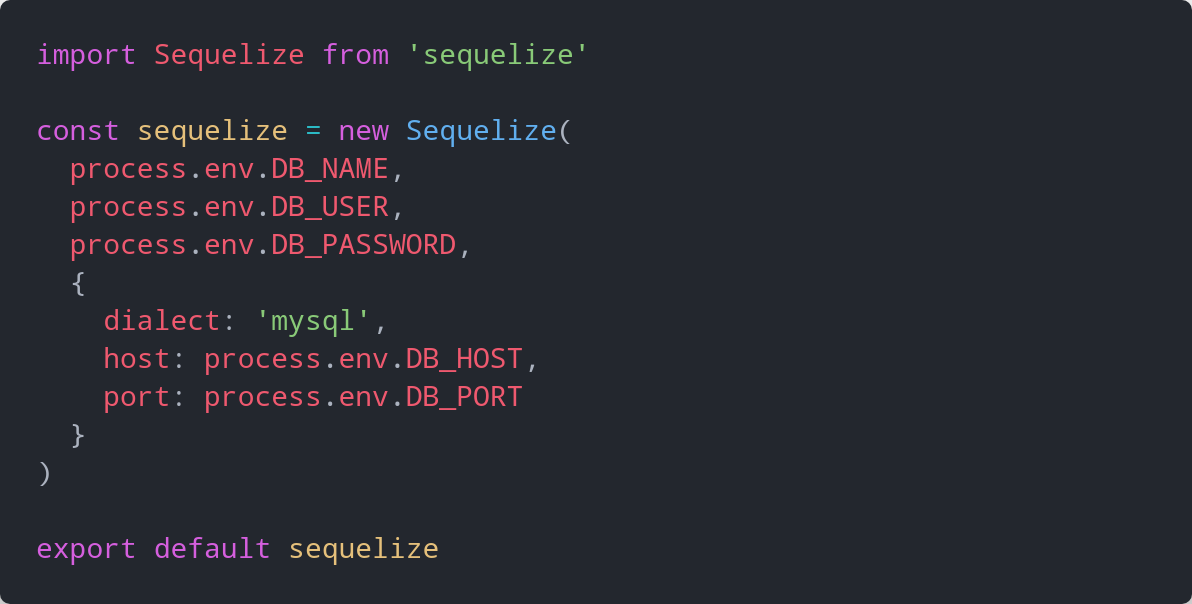 import Sequelize from 'sequelize'

const sequelize = new Sequelize(
  process.env.DB_NAME,
  process.env.DB_USER,
  process.env.DB_PASSWORD,
  {
    dialect: 'mysql',
    host: process.env.DB_HOST,
    port: process.env.DB_PORT
  }
)

export default sequelize